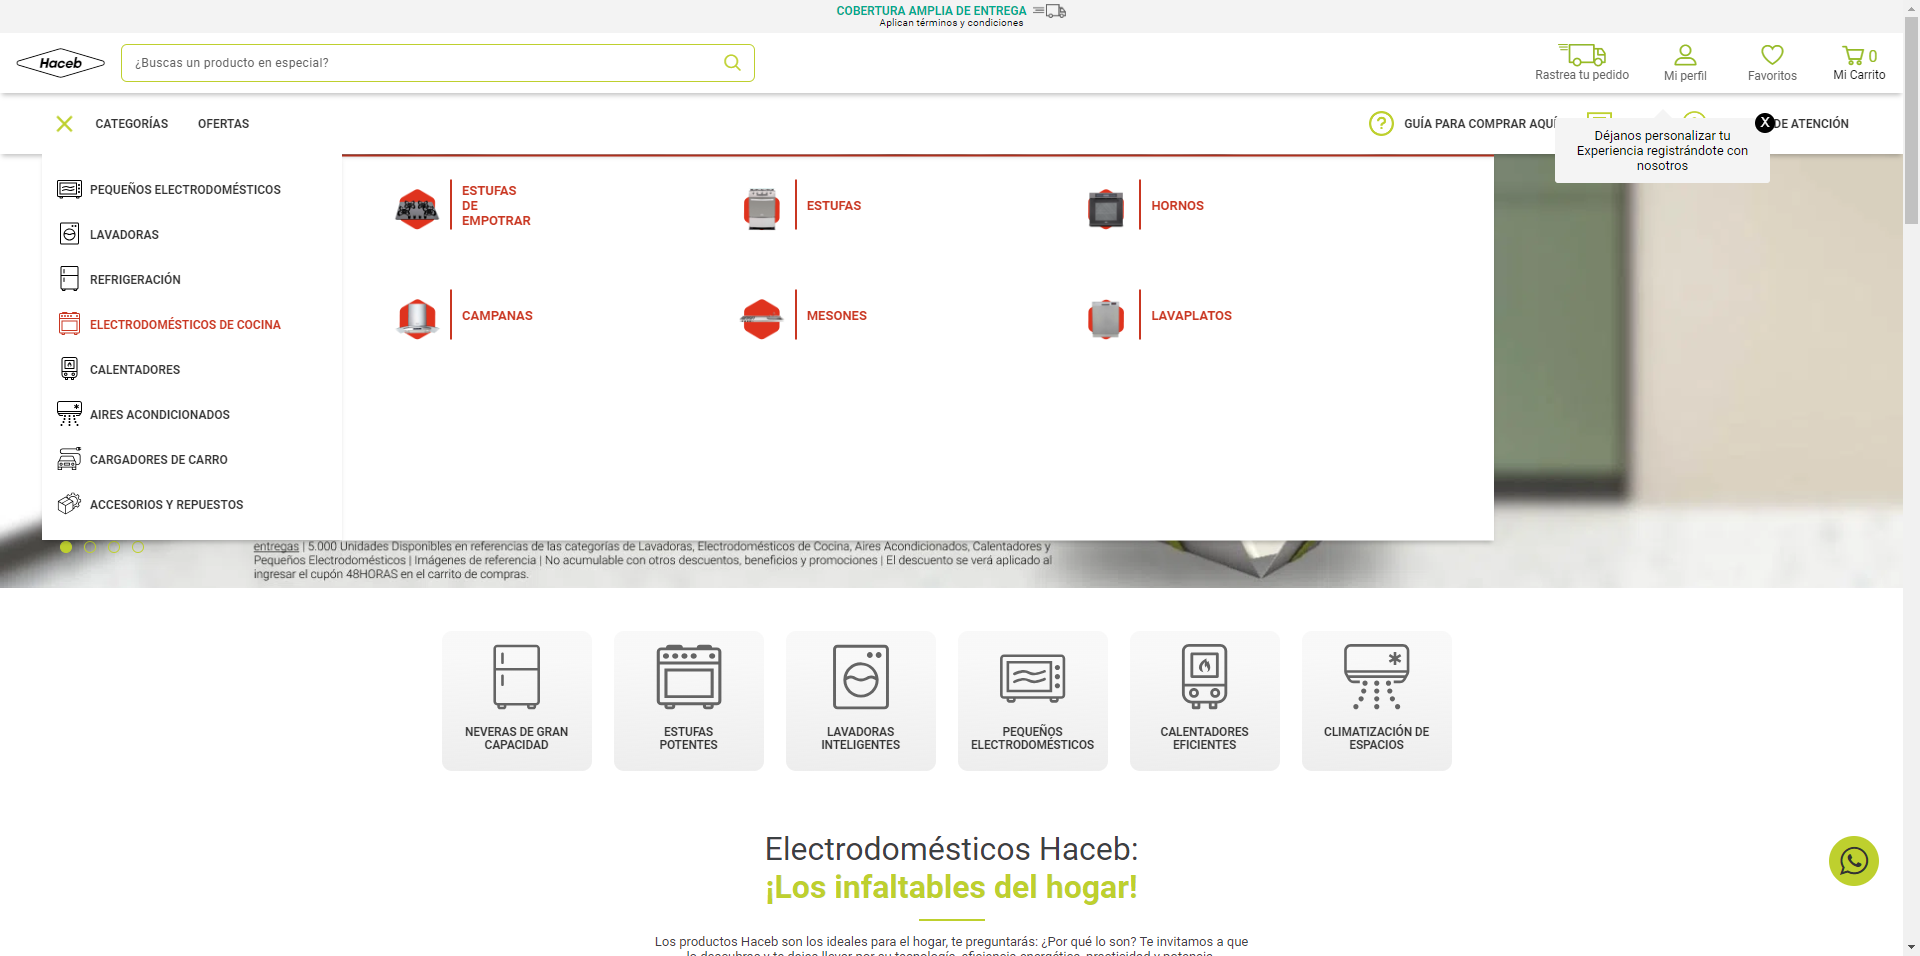 COBERTURA AMPLIA DE ENTREGA
Aplican términos y condiciones
Haceb
¿Buscas un producto en especial?
Rastrea tu pedido
Mi perfil
Favoritos
0
Mi Carrito
CATEGORÍAS
OFERTAS
GUÍA PARA COMPRAR AQUÍ
DE ATENCIÓN
X
Déjanos personalizar tu
Experiencia registrándote con
nosotros
PEQUEÑOS ELECTRODOMÉSTICOS
LAVADORAS
REFRIGERACIÓN
ELECTRODOMÉSTICOS DE COCINA
CALENTADORES
AIRES ACONDICIONADOS
CARGADORES DE CARRO
ACCESORIOS Y REPUESTOS
ESTUFAS
DE
EMPOTRAR
ESTUFAS
HORNOS
CAMPANAS
MESONES
LAVAPLATOS
entregas | 5.000 Unidades Disponibles en referencias de las categorías de Lavadoras, Electrodomésticos de Cocina, Aires Acondicionados, Calentadores y
Pequeños Electrodomésticos | Imágenes de referencia | No acumulable con otros descuentos, beneficios y promociones | El descuento se verá aplicado al
ingresar el cupón 48HORAS en el carrito de compras.
NEVERAS DE GRAN
CAPACIDAD
ESTUFAS
POTENTES
LAVADORAS
INTELIGENTES
PEQUEÑOS
ELECTRODOMÉSTICOS
CALENTADORES
EFICIENTES
CLIMATIZACIÓN DE
ESPACIOS
Electrodomésticos Haceb:
¡Los infaltables del hogar!
Los productos Haceb son los ideales para el hogar, te preguntarás: ¿Por qué lo son? Te invitamos a que